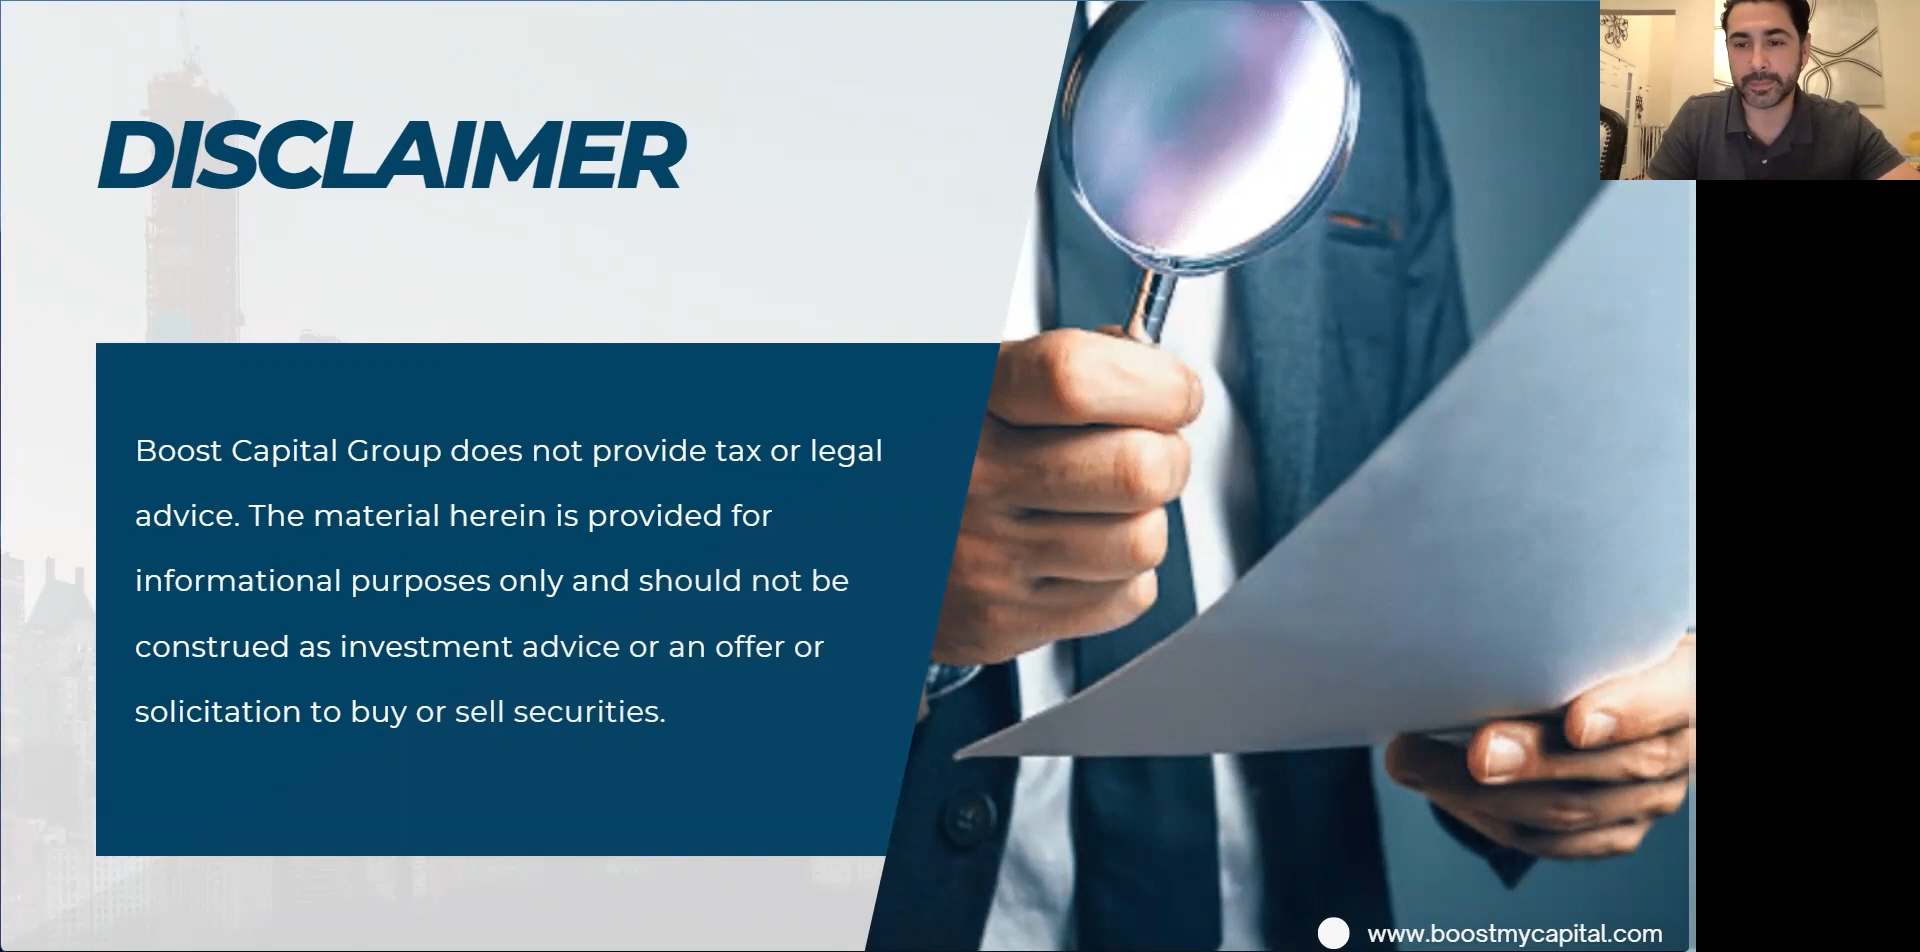 DISCLAIMER
Boost Capital Group does not provide tax or legal
advice. The material herein is provided for
informational purposes only and should not be
construed as investment advice or an offer or
solicitation to buy or sell securities.
www.boostmycapital.com